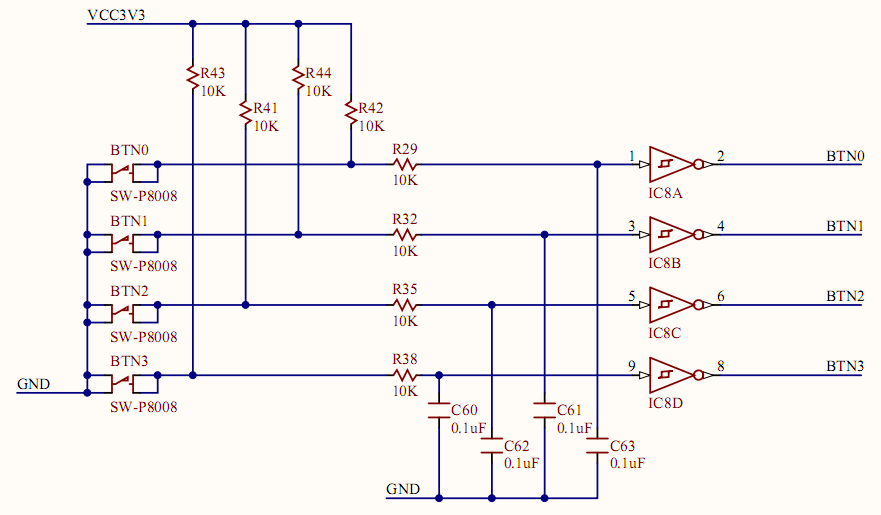 VCC3V3
R43
10K
R44
10K
R41
10K
R42
10K
BTN0
SW-P8008
R29
10K
1
2
IC8A
BTN0
BTN1
SW-P8008
R32
10K
3
4
IC8B
BTN1
BTN2
SW-P8008
R35
10K
5
6
IC8C
BTN2
BTN3
SW-P8008
R38
10K
9
8
IC8D
BTN3
GND
C60
0.1uF
C61
0.1uF
C62
0.1uF
C63
0.1uF
GND